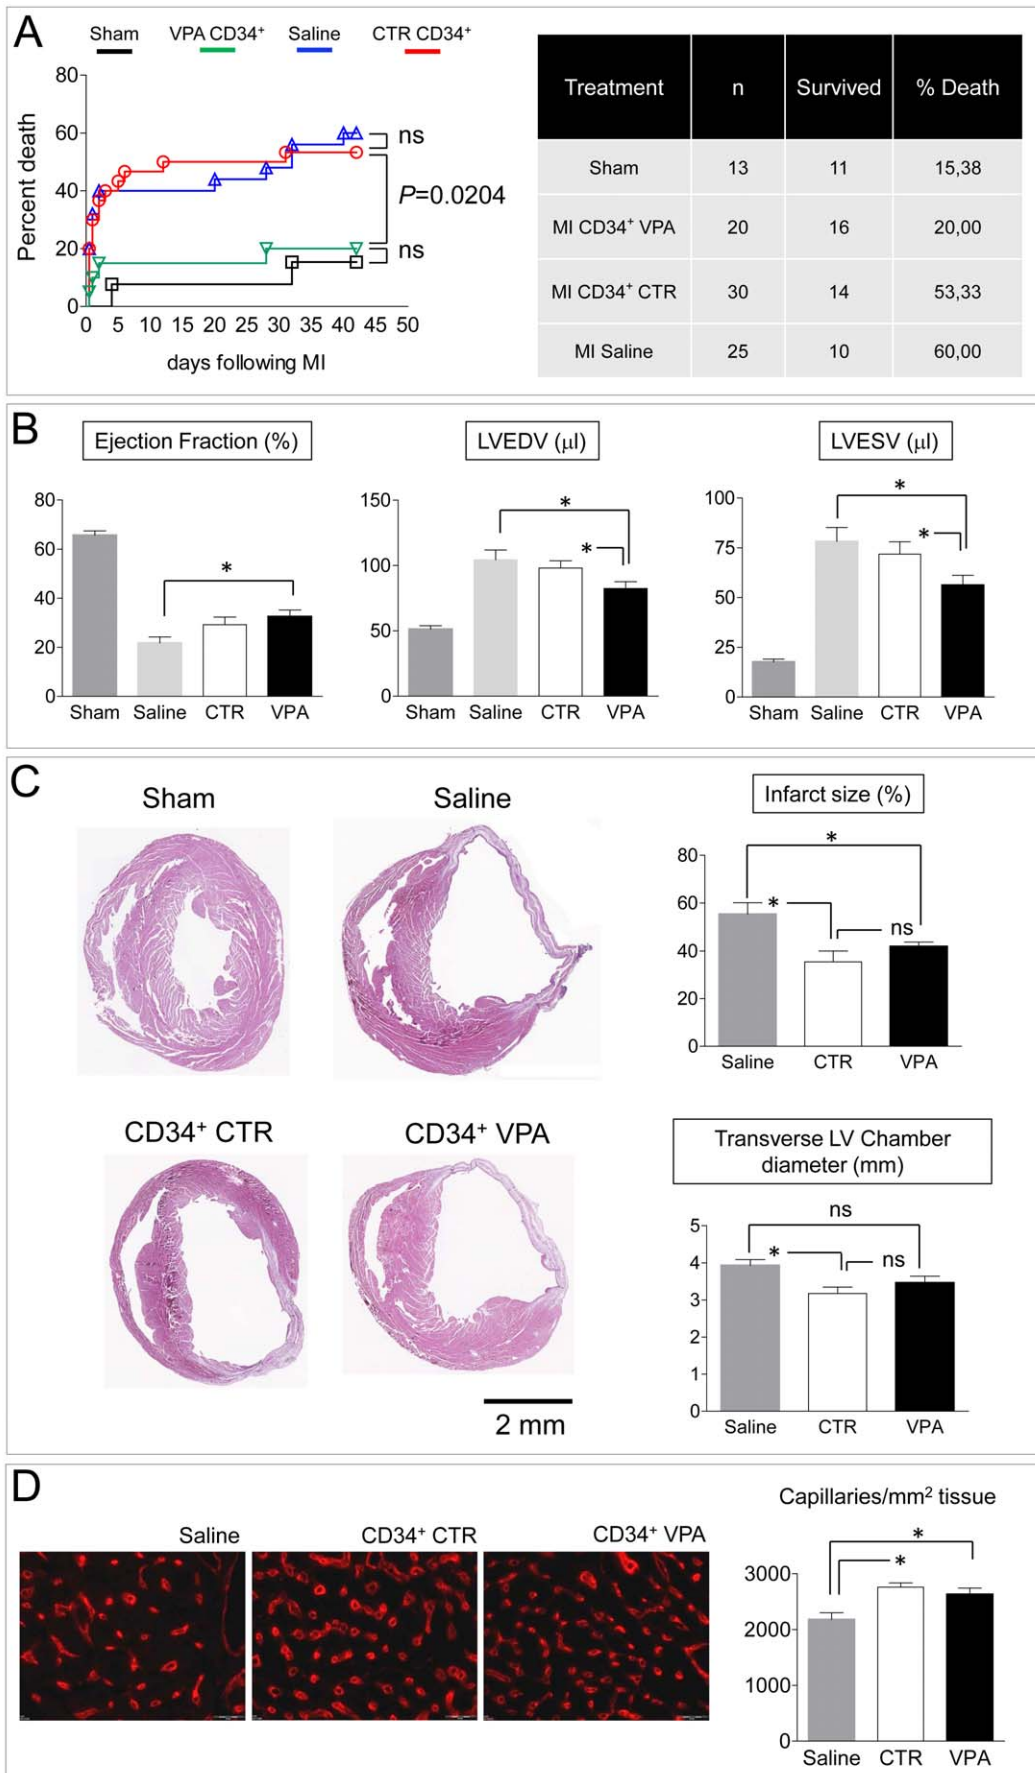 A
Sham VPA CD34⁺ Saline CTR CD34⁺
Percent death
80
60
40
20
0
0 5 10 15 20 25 30 35 40 45 50
days following MI
ns
P=0.0204
ns
Treatment n Survived % Death
Sham 13 11 15,38
MI CD34⁺ VPA 20 16 20,00
MI CD34⁺ CTR 30 14 53,33
MI Saline 25 10 60,00
B
Ejection Fraction (%)
80
60
40
20
0
*
Sham Saline CTR VPA
LVEDV (µl)
150
100
50
0
*
*
Sham Saline CTR VPA
LVESV (µl)
100
75
50
25
0
*
*
Sham Saline CTR VPA
C
Sham Saline
CD34⁺ CTR CD34⁺ VPA
2 mm
Infarct size (%)
80
60
40
20
0
*
*
ns
Saline CTR VPA
Transverse LV Chamber
diameter (mm)
5
4
3
2
1
0
ns
*
ns
Saline CTR VPA
D
Saline CD34⁺ CTR CD34⁺ VPA
Capillaries/mm² tissue
3000
2000
1000
0
*
*
Saline CTR VPA